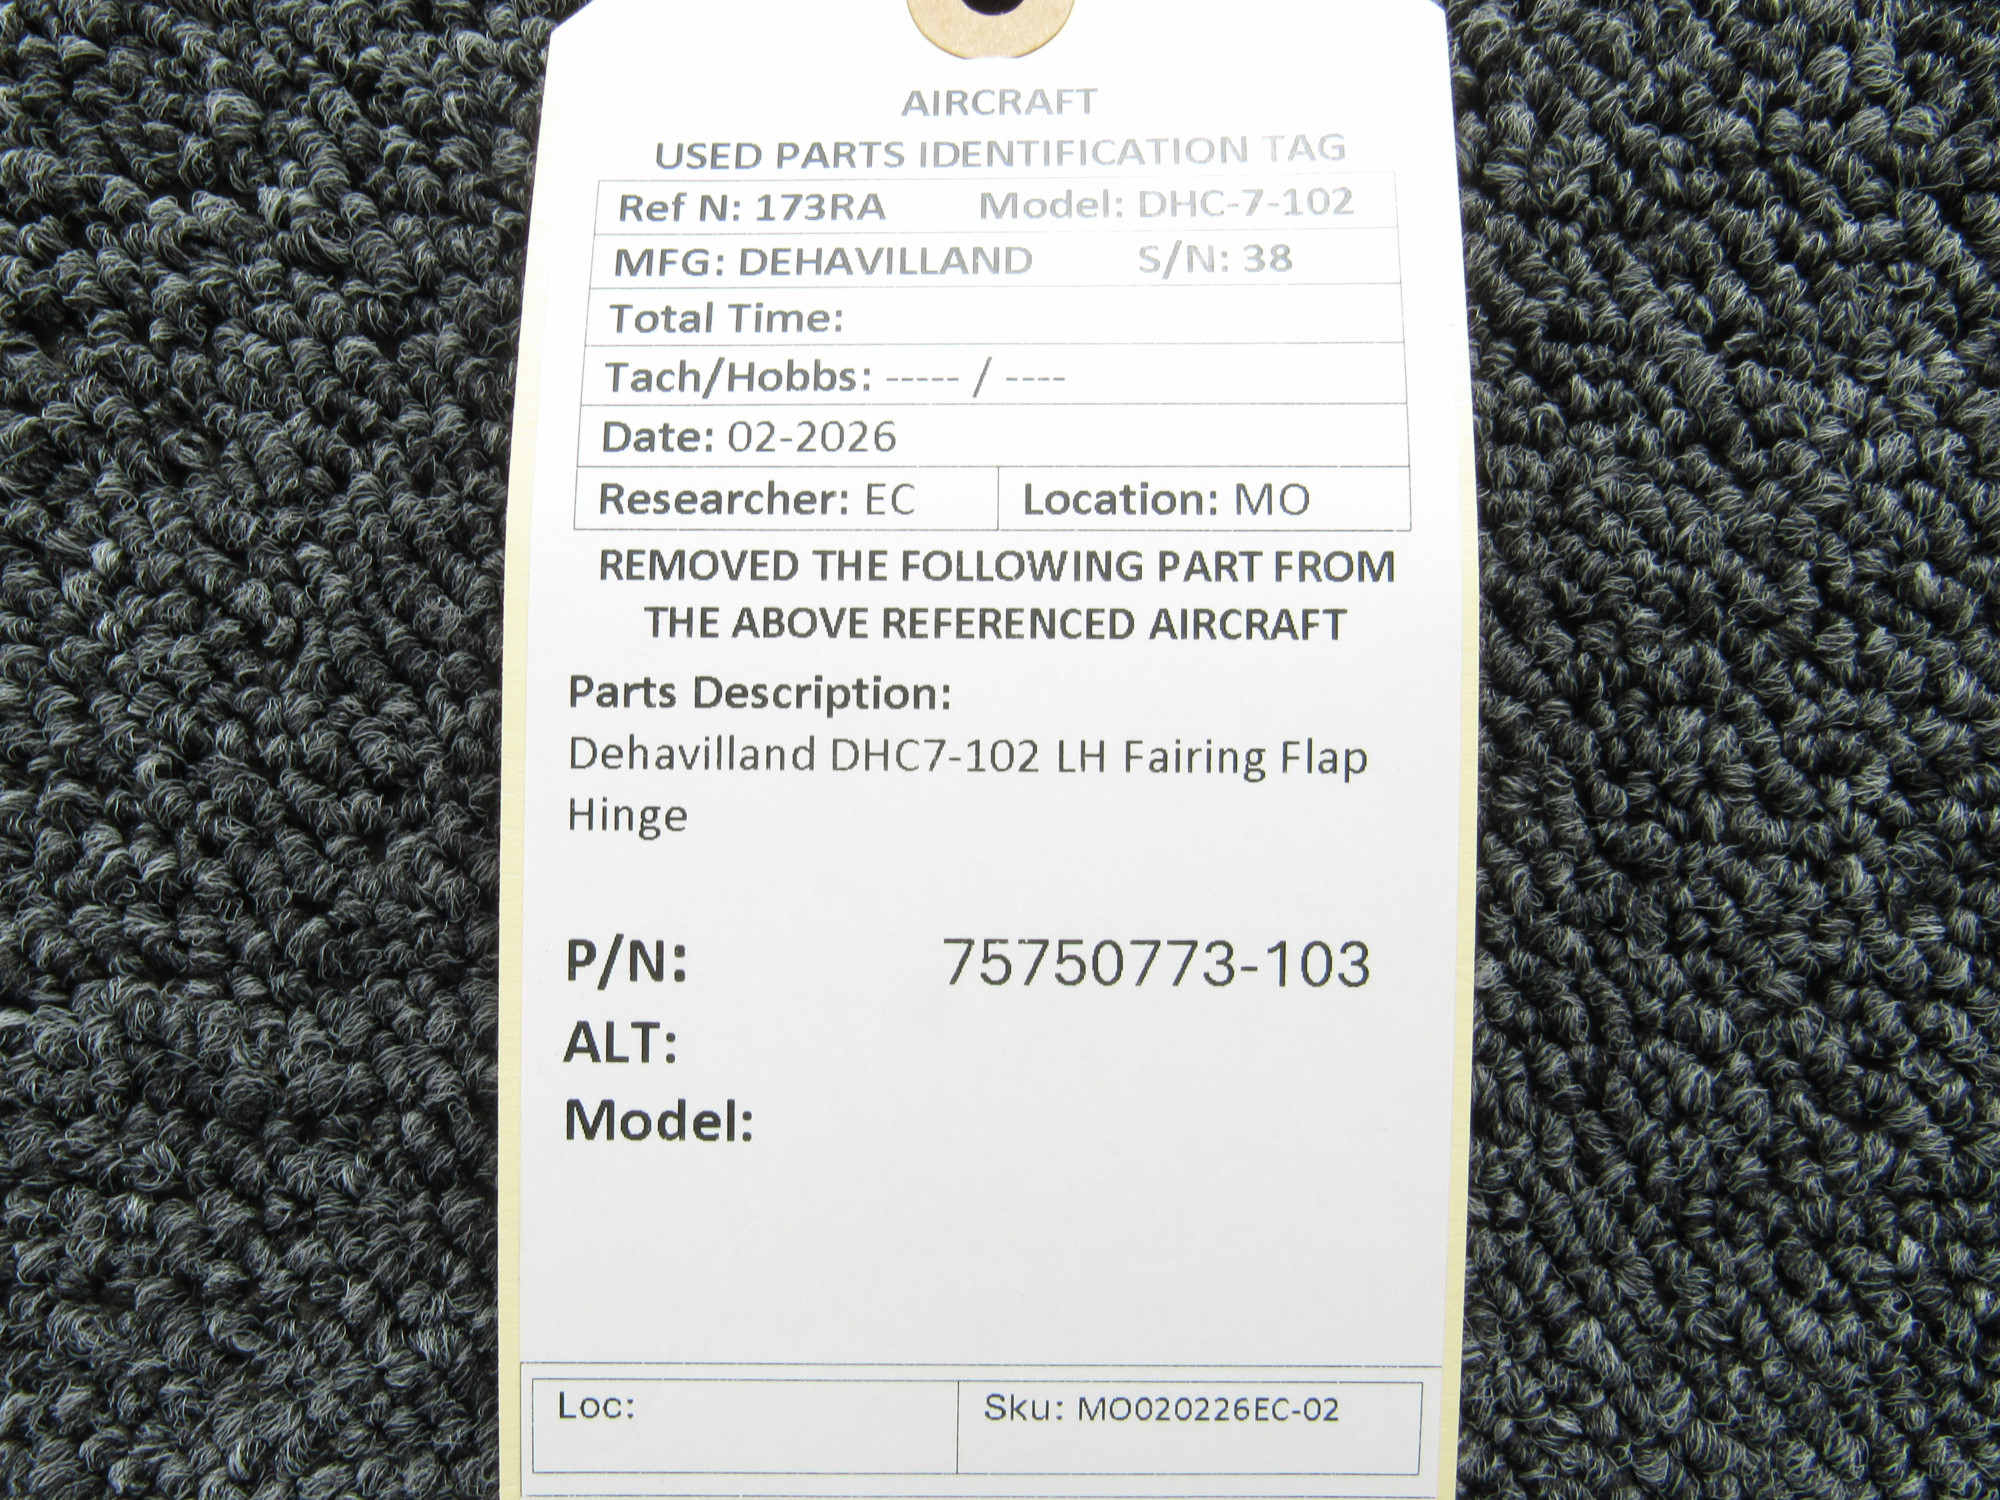 AIRCRAFT
USED PARTS IDENTIFICATION TAG
Ref N: 173RA Model: DHC-7-102
MFG: DEHAVILLAND S/N: 38
Total Time:
Tach/Hobbs: ----- / ----
Date: 02-2026
Researcher: EC Location: MO
REMOVED THE FOLLOWING PART FROM
THE ABOVE REFERENCED AIRCRAFT
Parts Description:
Dehavilland DHC7-102 LH Fairing Flap
Hinge
P/N: 75750773-103
ALT:
Model:
Loc: Sku: MO020226EC-02